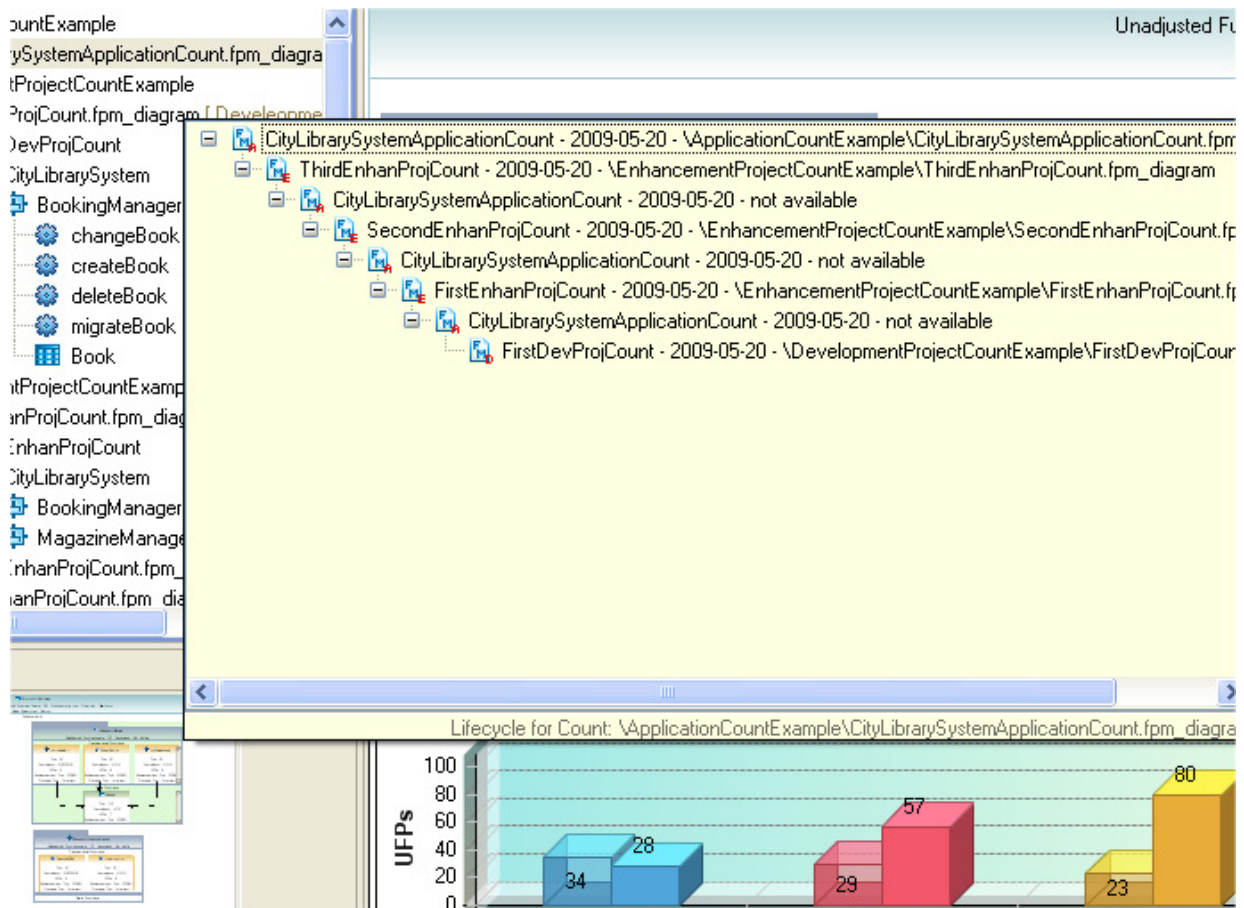 ountExample
ySystemApplicationCount.fpm_diagra
tProjectCountExample
ProjCount.fpm_diagram [ Developme
DevProjCount
CityLibrarySystem
BookingManager
changeBook
createBook
deleteBook
migrateBook
Book
ntProjectCountExamp
anProjCount.fpm_diag
EnhanProjCount
CityLibrarySystem
BookingManager
MagazineManage
EnhanProjCount.fpm_
anProjCount.fpm_dia
Unadjusted Fu
CityLibrarySystemApplicationCount - 2009-05-20 - \ApplicationCountExample\CityLibrarySystemApplicationCount.fpm
ThirdEnhanProjCount - 2009-05-20 - \EnhancementProjectCountExample\ThirdEnhanProjCount.fpm_diagram
CityLibrarySystemApplicationCount - 2009-05-20 - not available
SecondEnhanProjCount - 2009-05-20 - \EnhancementProjectCountExample\SecondEnhanProjCount.fp
CityLibrarySystemApplicationCount - 2009-05-20 - not available
FirstEnhanProjCount - 2009-05-20 - \EnhancementProjectCountExample\FirstEnhanProjCount.fp
CityLibrarySystemApplicationCount - 2009-05-20 - not available
FirstDevProjCount - 2009-05-20 - \DevelopmentProjectCountExample\FirstDevProjCour
Lifecycle for Count: \ApplicationCountExample\CityLibrarySystemApplicationCount.fpm_diagra
UFPs
100
80
60
40
20
0
34
28
29
57
23
80